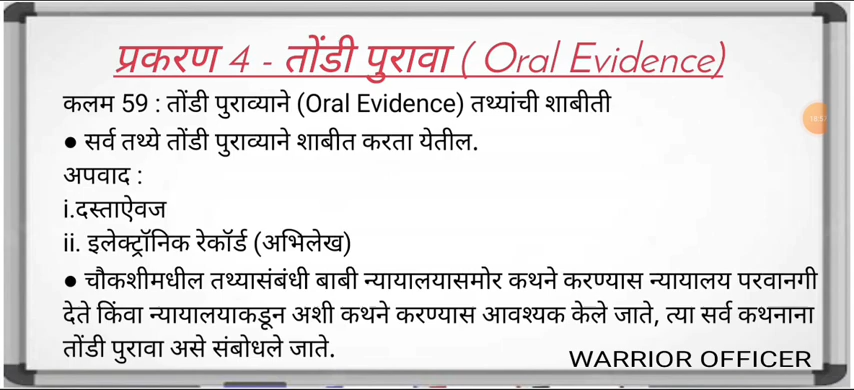 प्रकरण 4 - तोंडी पुरावा ( Oral Evidence)
कलम 59 : तोंडी पुराव्याने (Oral Evidence) तथ्यांची शाबीती
● सर्व तथ्ये तोंडी पुराव्याने शाबीत करता येतील.
अपवाद :
i.दस्ताऐवज
ii. इलेक्ट्रॉनिक रेकॉर्ड (अभिलेख)
● चौकशीमधील तथ्यासंबंधी बाबी न्यायालयासमोर कथने करण्यास न्यायालय परवानगी
देते किंवा न्यायालयाकडून अशी कथने करण्यास आवश्यक केले जाते, त्या सर्व कथनाना
तोंडी पुरावा असे संबोधले जाते.
WARRIOR OFFICER